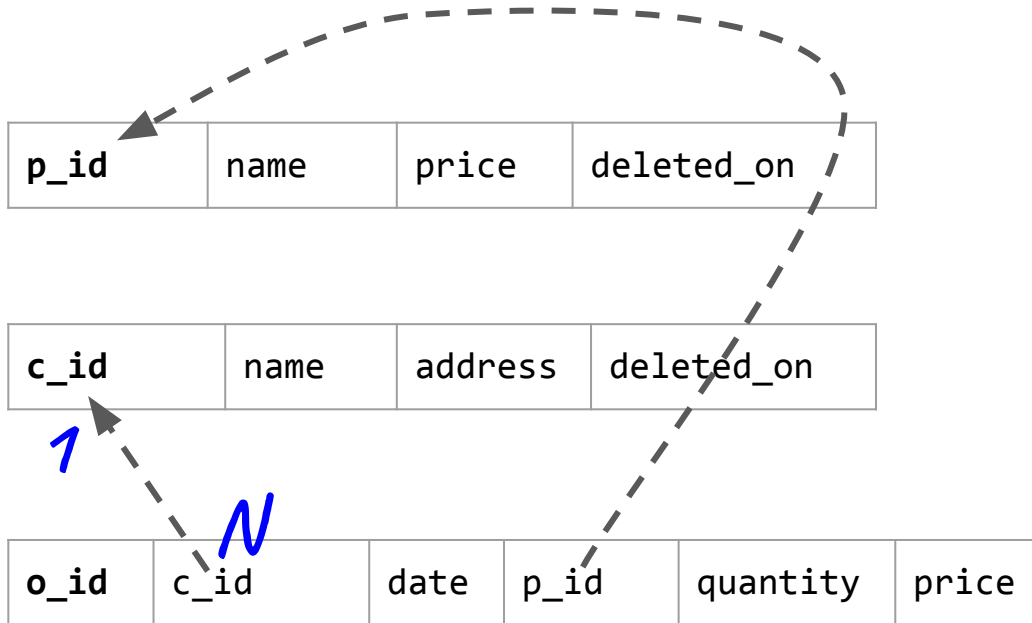 p_id name price deleted_on
c_id name address deleted_on
1
N
o_id c_id date p_id quantity price